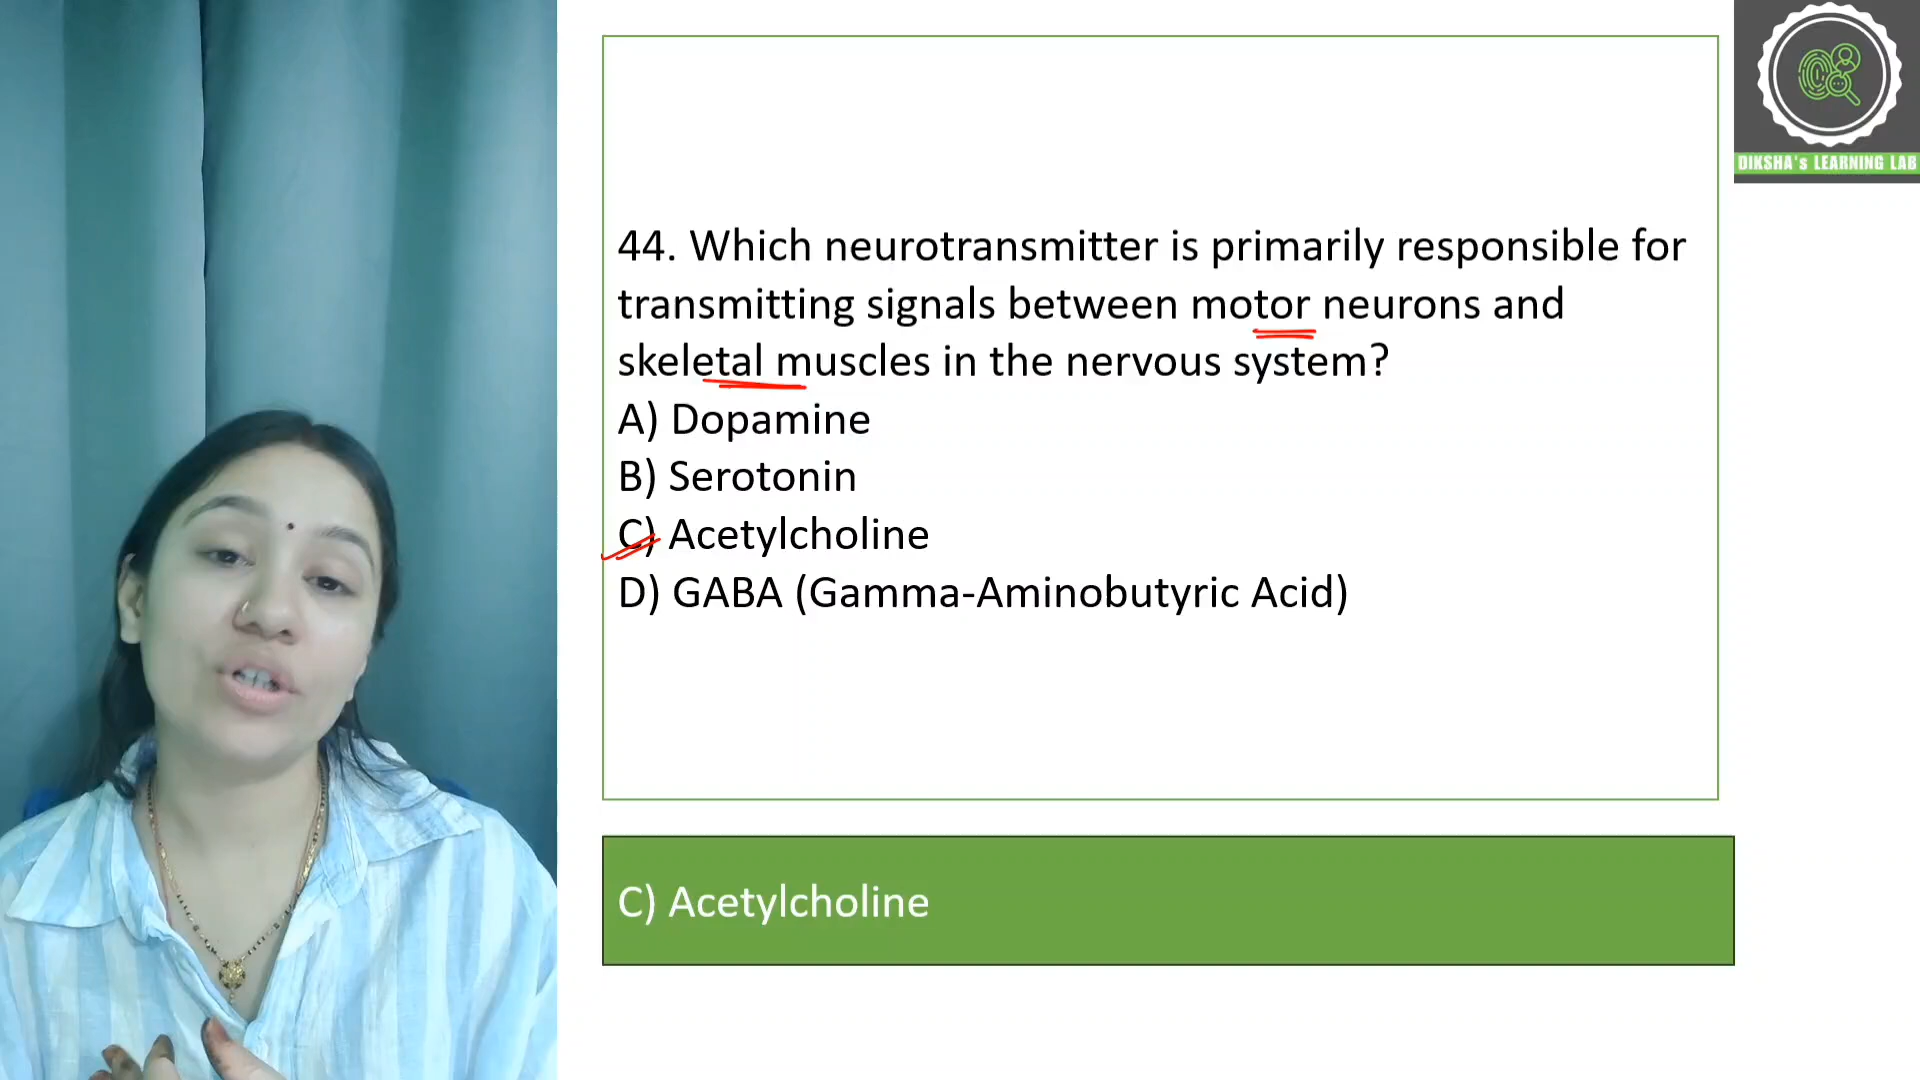 DIKSHA's LEARNING LAB
44. Which neurotransmitter is primarily responsible for
transmitting signals between motor neurons and
skeletal muscles in the nervous system?
A) Dopamine
B) Serotonin
C) Acetylcholine
D) GABA (Gamma-Aminobutyric Acid)
C) Acetylcholine